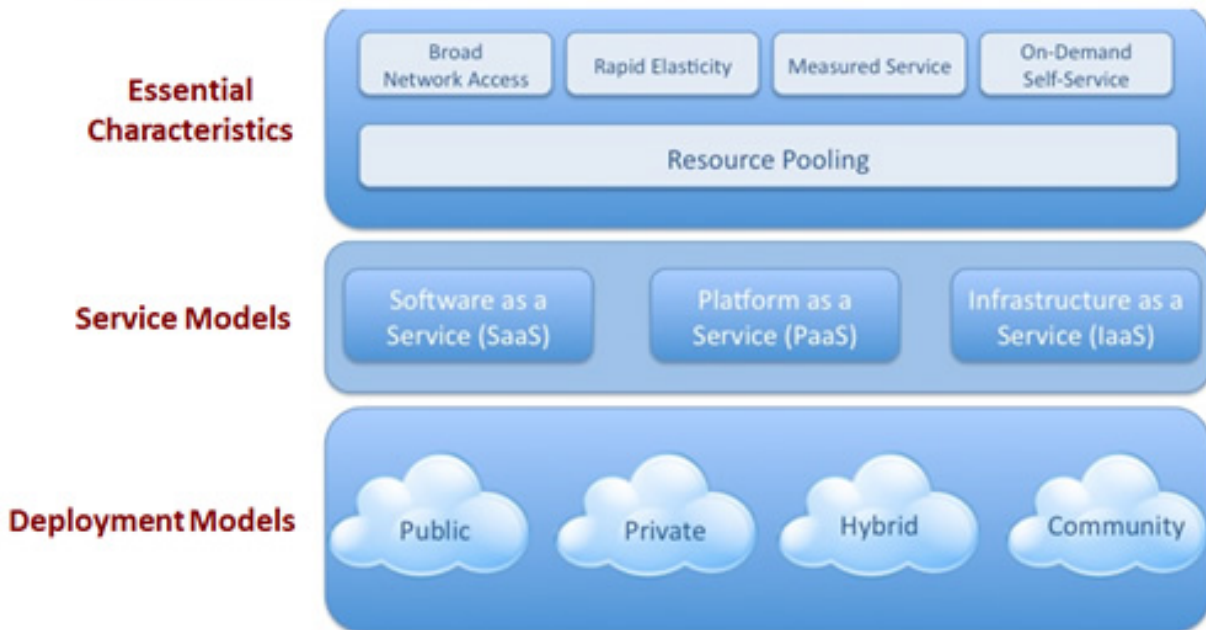 Essential
Characteristics
Broad
Network Access
Rapid Elasticity
Measured Service
On-Demand
Self-Service
Resource Pooling
Service Models
Software as a
Service (SaaS)
Platform as a
Service (PaaS)
Infrastructure as a
Service (IaaS)
Deployment Models
Public
Private
Hybrid
Community